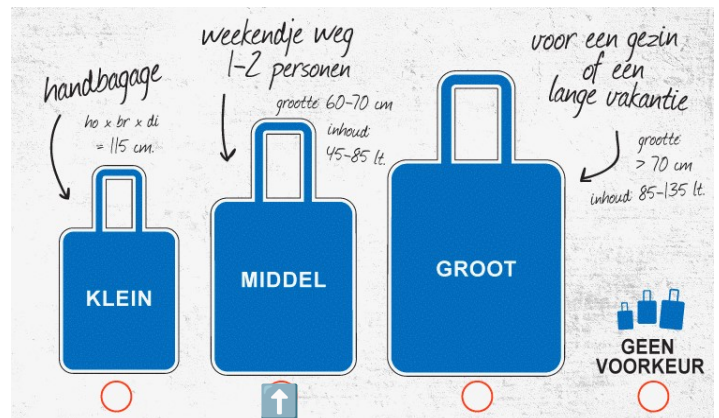 handbagage
ho x br x di
= 115 cm.
KLEIN
weekendje weg
1-2 personen
grootte 60-70 cm
inhoud:
45-85 lt.
MIDDEL
voor een gezin
of een
lange vakantie
grootte
> 70 cm
inhoud: 85-135 lt.
GROOT
GEEN
VOORKEUR